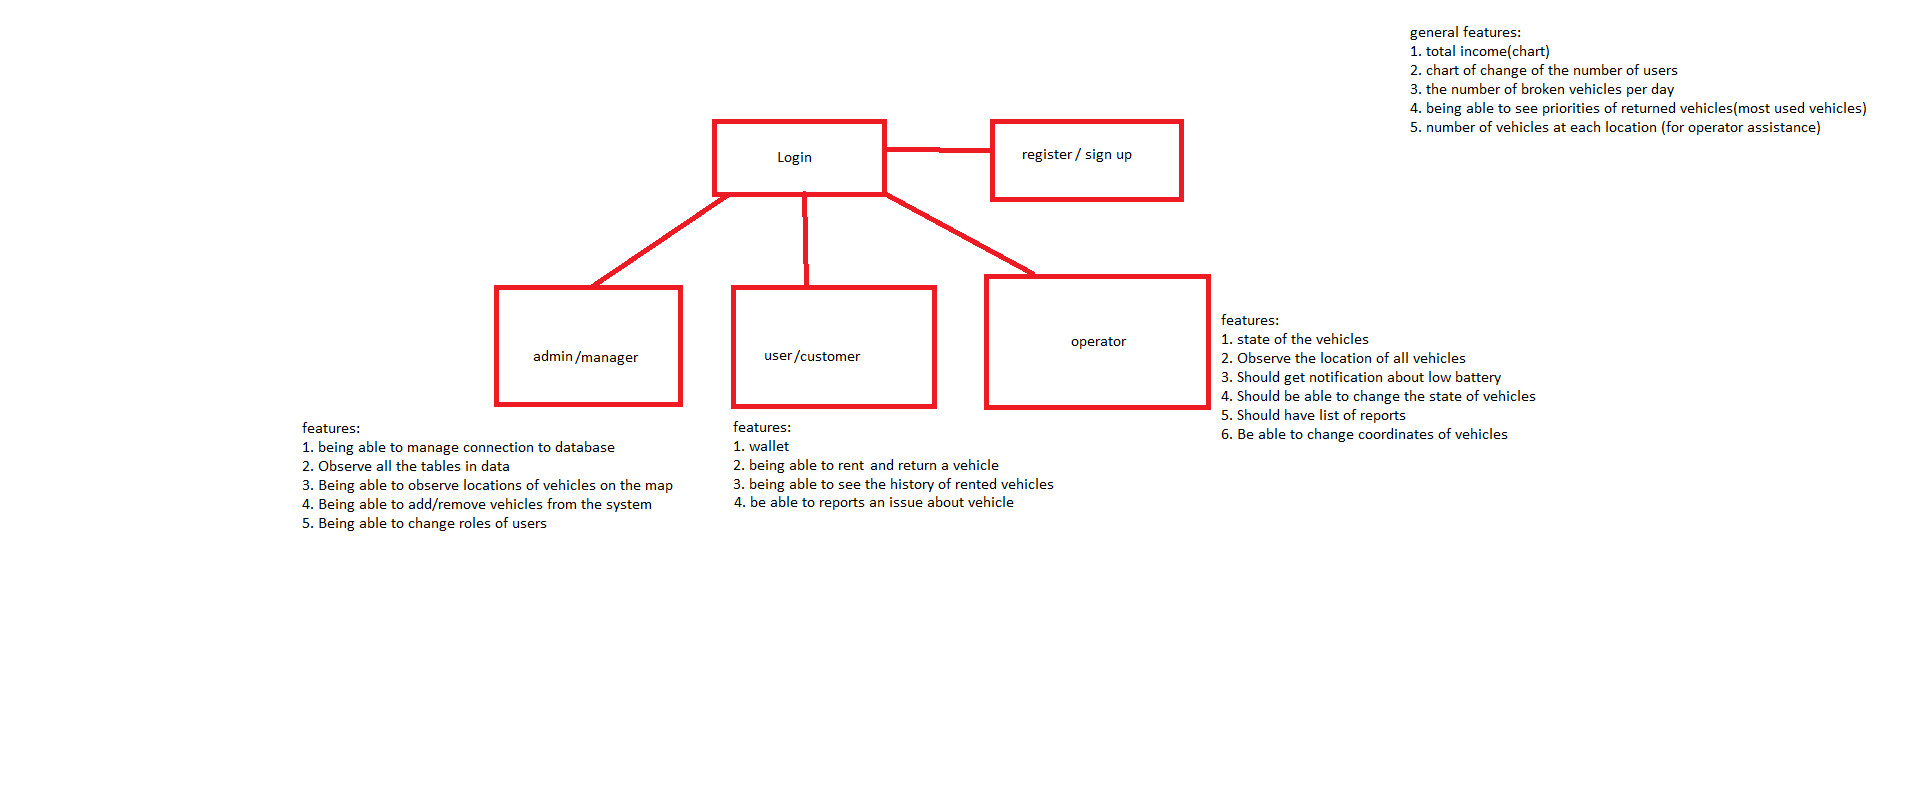 general features:
1. total income(chart)
2. chart of change of the number of users
3. the number of broken vehicles per day
4. being able to see priorities of returned vehicles(most used vehicles)
5. number of vehicles at each location (for operator assistance)
Login
register / sign up
admin/manager
user/customer
operator
features:
1. being able to manage connection to database
2. Observe all the tables in data
3. Being able to observe locations of vehicles on the map
4. Being able to add/remove vehicles from the system
5. Being able to change roles of users
features:
1. wallet
2. being able to rent and return a vehicle
3. being able to see the history of rented vehicles
4. be able to reports an issue about vehicle
features:
1. state of the vehicles
2. Observe the location of all vehicles
3. Should get notification about low battery
4. Should be able to change the state of vehicles
5. Should have list of reports
6. Be able to change coordinates of vehicles